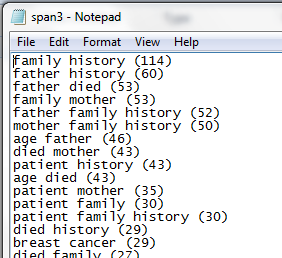 span3 - Notepad
File Edit Format View Help
family history (114)
father history (60)
father died (53)
family mother (53)
father family history (52)
mother family history (50)
age father (46)
died mother (43)
patient history (43)
age died (43)
patient mother (35)
patient family (30)
patient family history (30)
died history (29)
breast cancer (29)
died family (27)